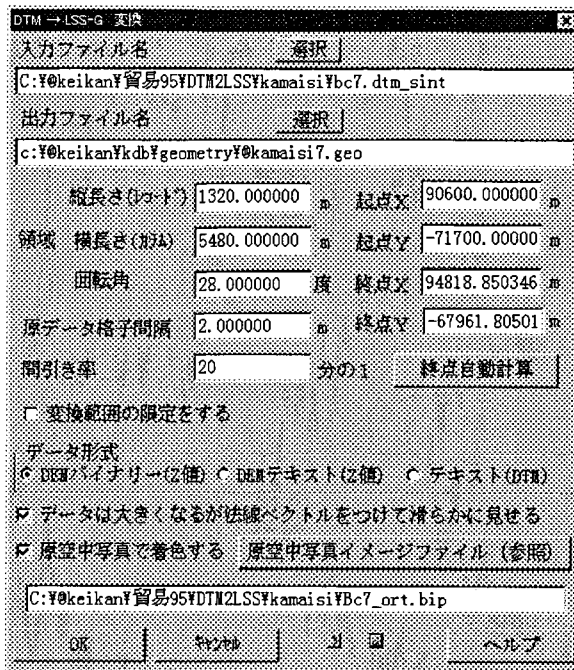 DTM→LSS-G 変換
入力ファイル名 選択
C:¥@keikan¥貿易95¥DTM2LSS¥kamaisi¥bc7.dtm_sint
出力ファイル名 選択
c:¥@keikan¥kdb¥geometry¥@kamaisi7.geo
縦長さ(ﾚｺｰﾄﾞ) 1320.000000 m 起点X 90600.000000 m
領域 横長さ(ｶﾗﾑ) 5480.000000 m 起点Y -71700.00000 m
回転角 28.000000 度 終点X 94818.850346 m
原データ格子間隔 2.000000 m 終点Y -67961.80501 m
間引き率 20 分の1 終点自動計算
変換範囲の限定をする
データ形式
DEMバイナリー(Z値) DEMテキスト(Z値) テキスト(DTM)
データは大きくなるが法線ベクトルをつけて滑らかに見せる
原空中写真で着色する 原空中写真イメージファイル (参照)
C:¥@keikan¥貿易95¥DTM2LSS¥kamaisi¥Bc7_ort.bip
OK ｷｬﾝｾﾙ ヘルプ